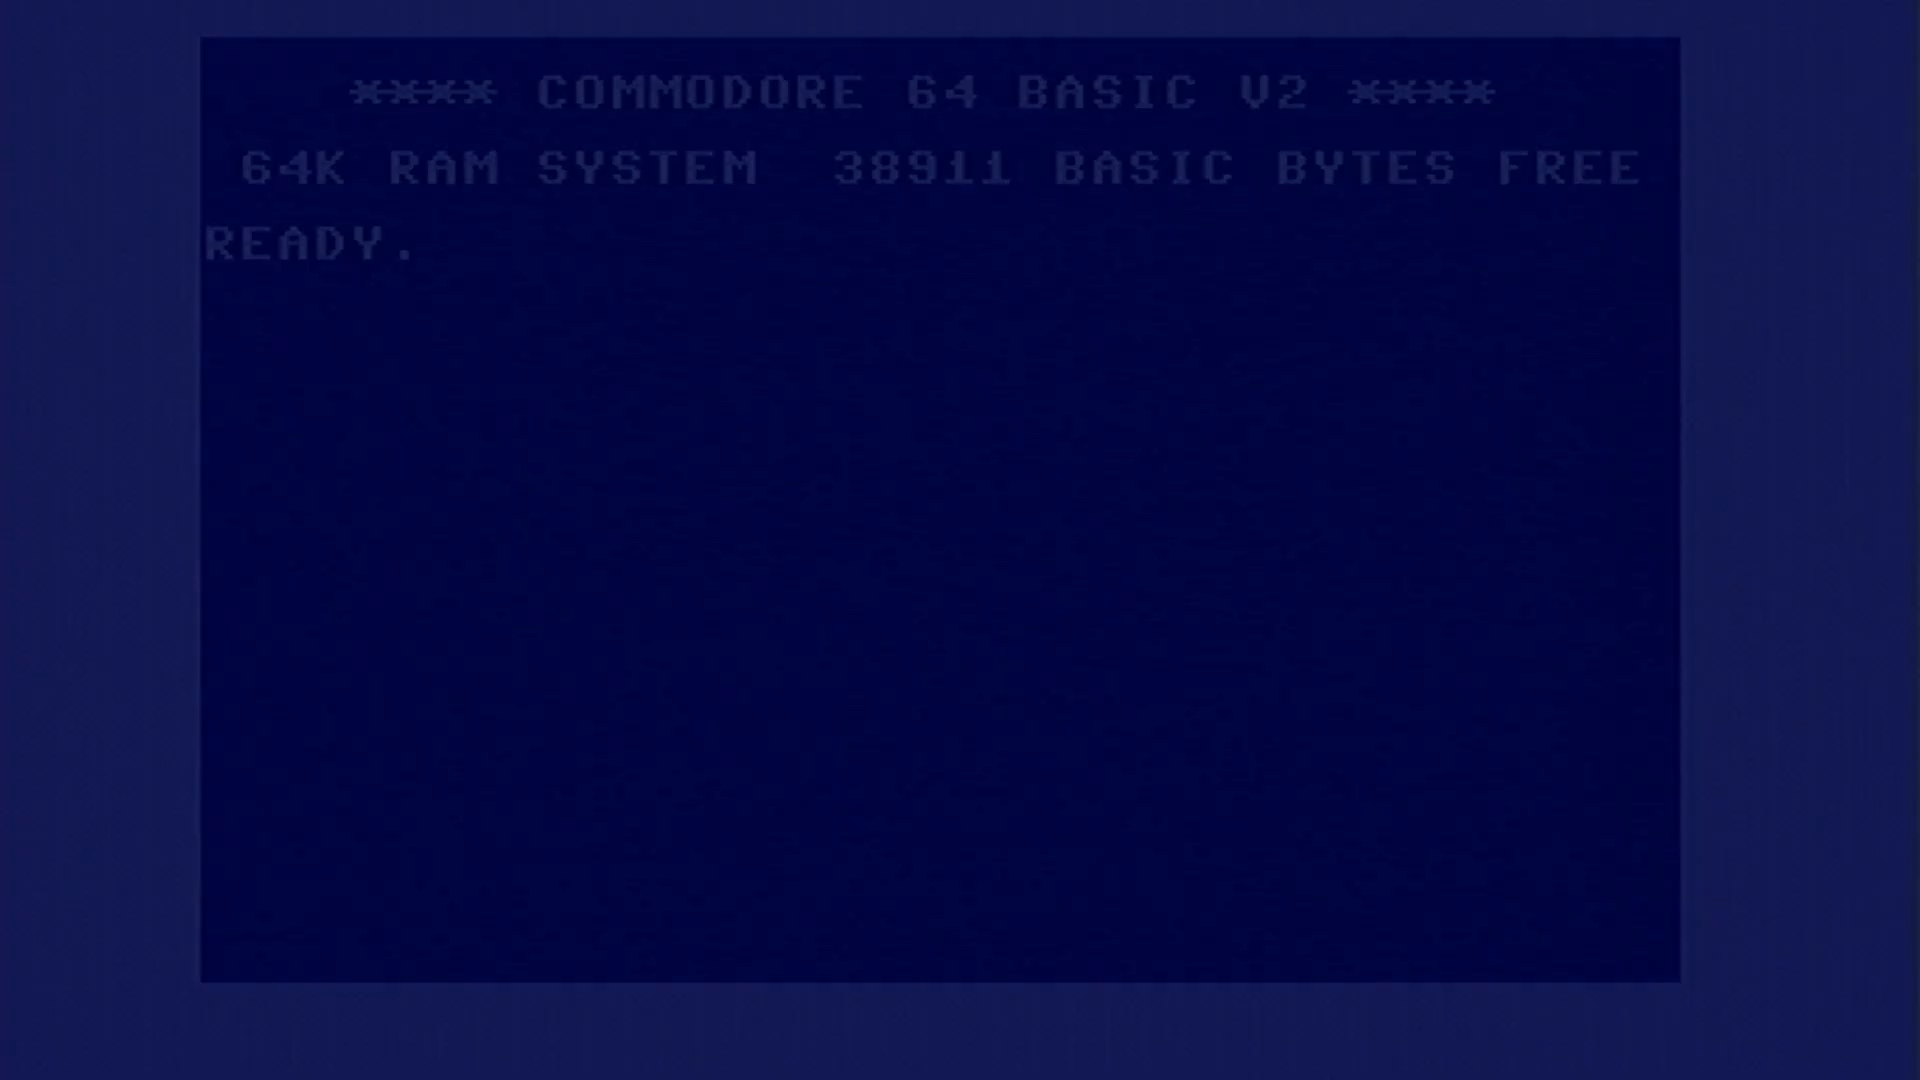 **** COMMODORE 64 BASIC V2 ****
64K RAM SYSTEM  38911 BASIC BYTES FREE
READY.